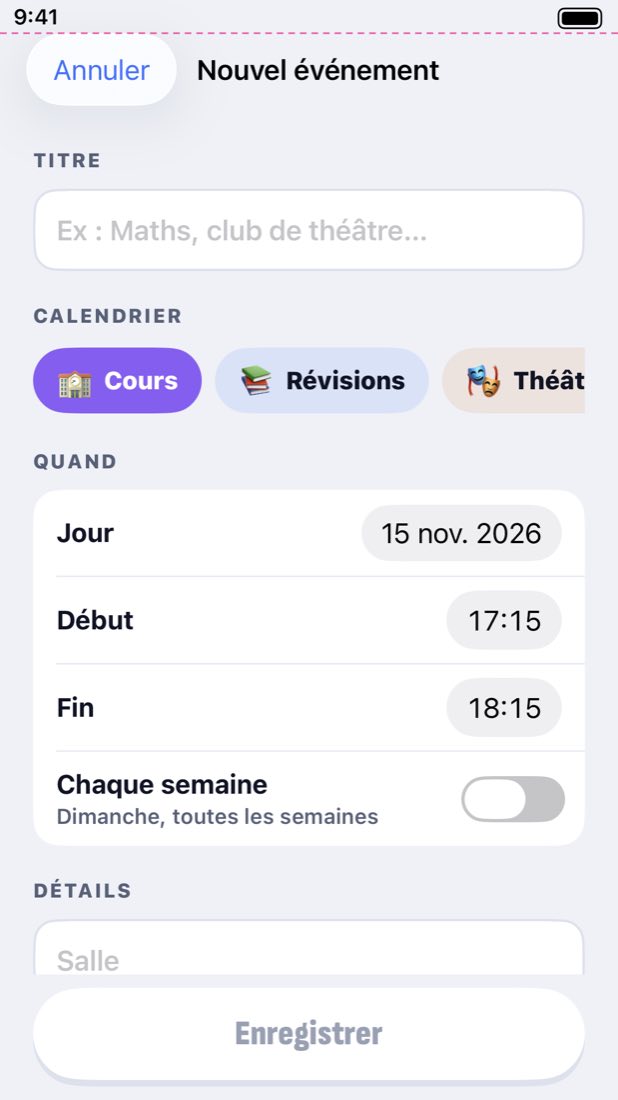 9:41
Annuler
Nouvel événement
TITRE
Ex : Maths, club de théâtre...
CALENDRIER
Cours
Révisions
Théât
QUAND
Jour
15 nov. 2026
Début
17:15
Fin
18:15
Chaque semaine
Dimanche, toutes les semaines
DÉTAILS
Salle
Enregistrer